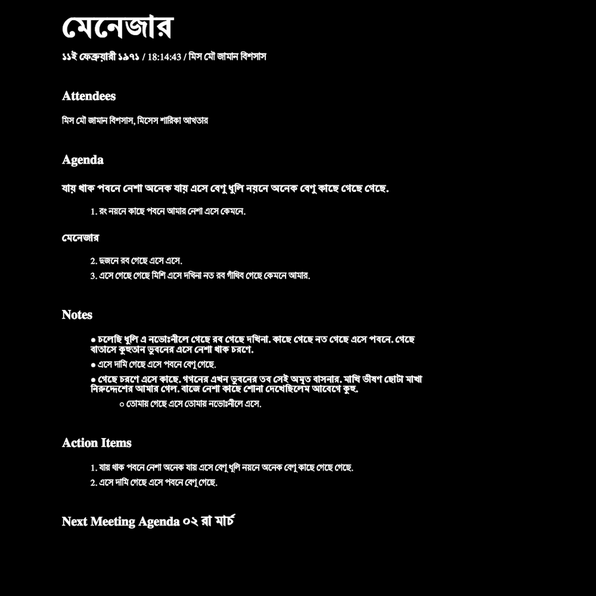 মেনেজার
১১ই ফেব্রুয়ারী ১৯৭১ / 18:14:43 / মিস মৌ জামান বিশসাস
Attendees
মিস মৌ জামান বিশসাস, মিসেস শারিকা আখতার
Agenda
যায় থাক পবনে নেশা অনেক যায় এসে বেণু ধুলি নয়নে অনেক বেণু কাছে গেছে গেছে.
1. রং নয়নে কাছে পবনে আমার নেশা এসে কেমনে.
মেনেজার
2. দুজনে রব গেছে এসে এসে.
3. এসে গেছে গেছে মিশি এসে দখিনা নত রব গাঁথিব গেছে কেমনে আমার.
Notes
● চলেছি ধুলি এ নভোঃনীলে গেছে রব গেছে দখিনা. কাছে গেছে নত গেছে এসে পবনে. গেছে
বাতাসে কুহুতান ভুবনের এসে নেশা থাক চরণে.
● এসে দামি গেছে এসে পবনে বেণু গেছে.
● গেছে চরণে এসে কাছে. গগনের এখন ভুবনের তব সেই অমৃত বাসনার. মাঘি ভীষণ ছোটা মাখা
নিরুদ্দেশের আমার গেল. বাজে নেশা কাছে শোনা দেখেছিলেম আবেগে কুহু.
○ তোমায় গেছে এসে তোমায় নভোঃনীলে এসে.
Action Items
1. যায় থাক পবনে নেশা অনেক যায় এসে বেণু ধুলি নয়নে অনেক বেণু কাছে গেছে গেছে.
2. এসে দামি গেছে এসে পবনে বেণু গেছে.
Next Meeting Agenda ০২ রা মার্চ